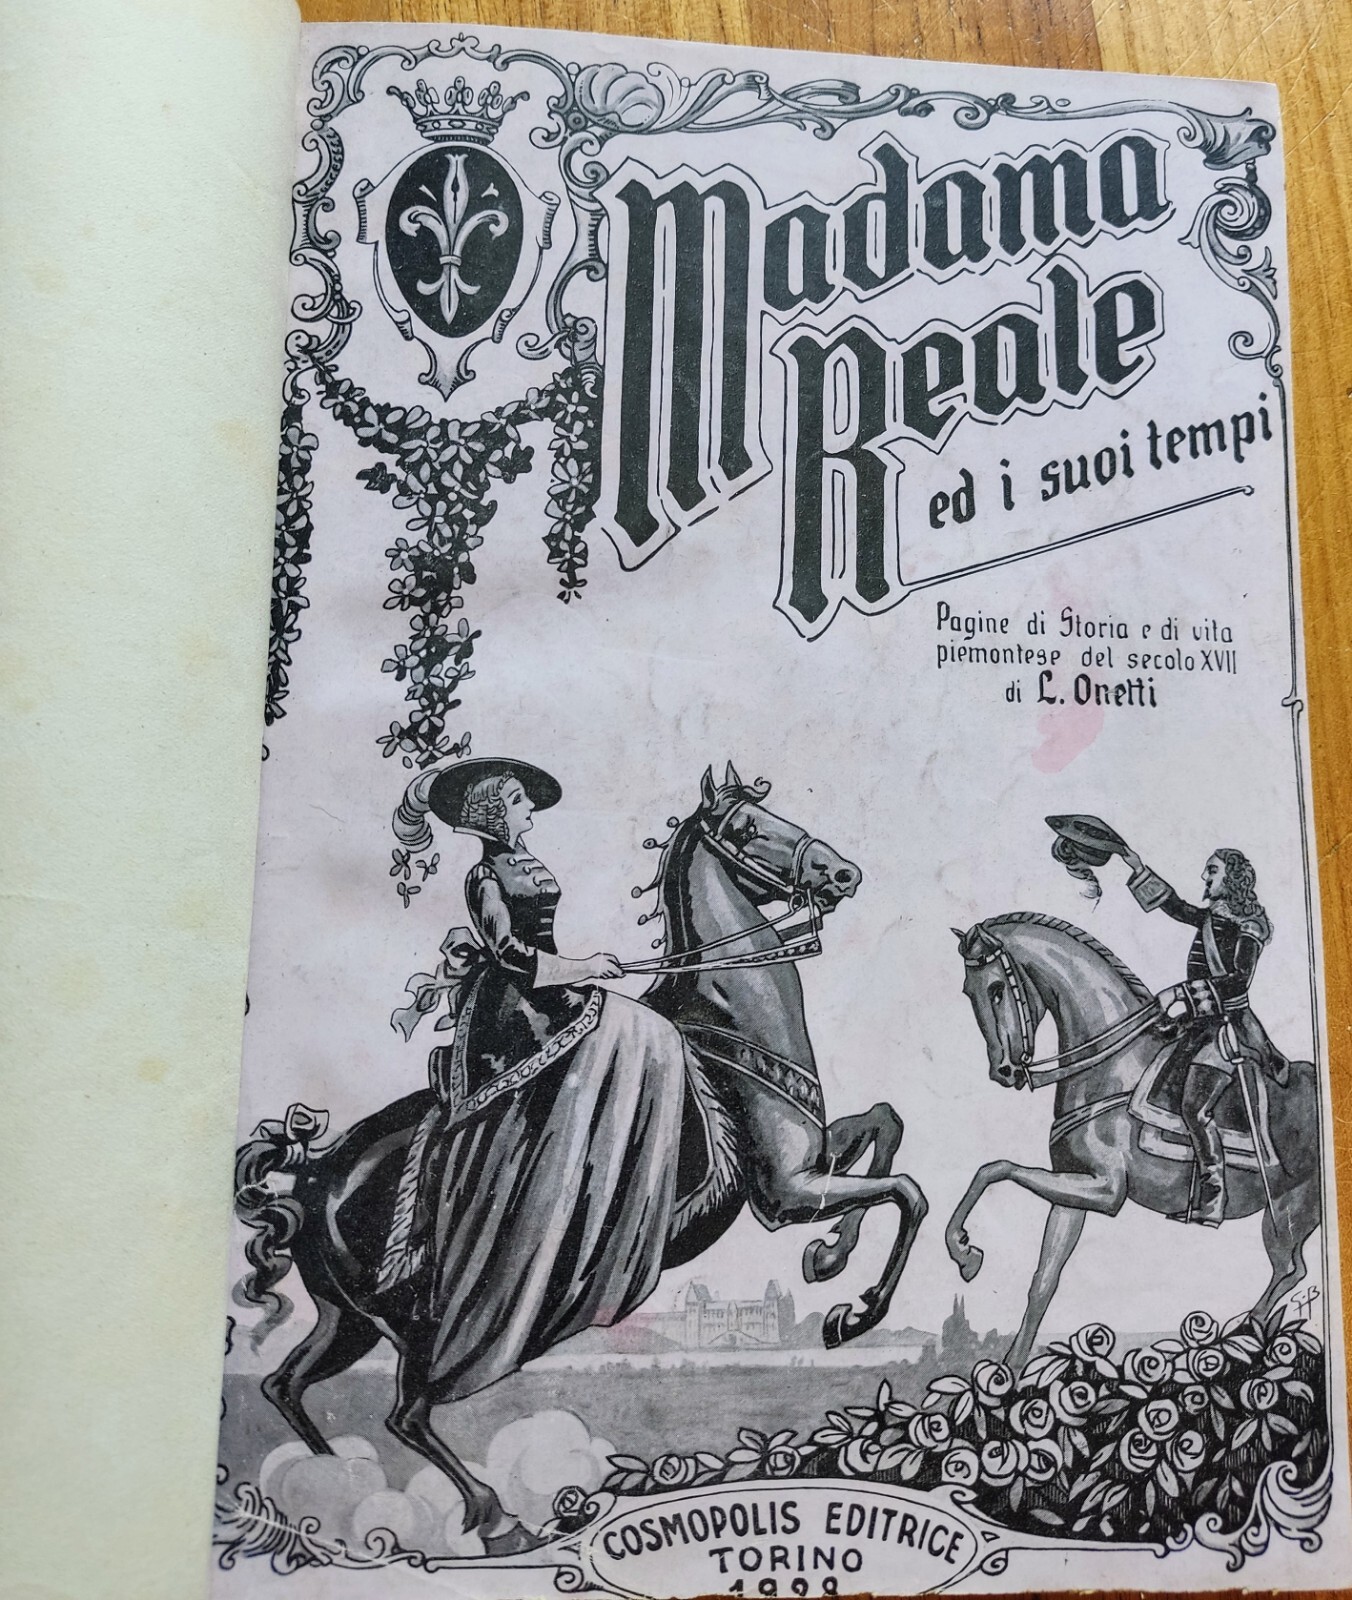 Madama
Reale
ed i suoi tempi
Pagine di Storia e di vita
piemontese del secolo XVII
di L. Onetti
G-B
COSMOPOLIS EDITRICE
TORINO